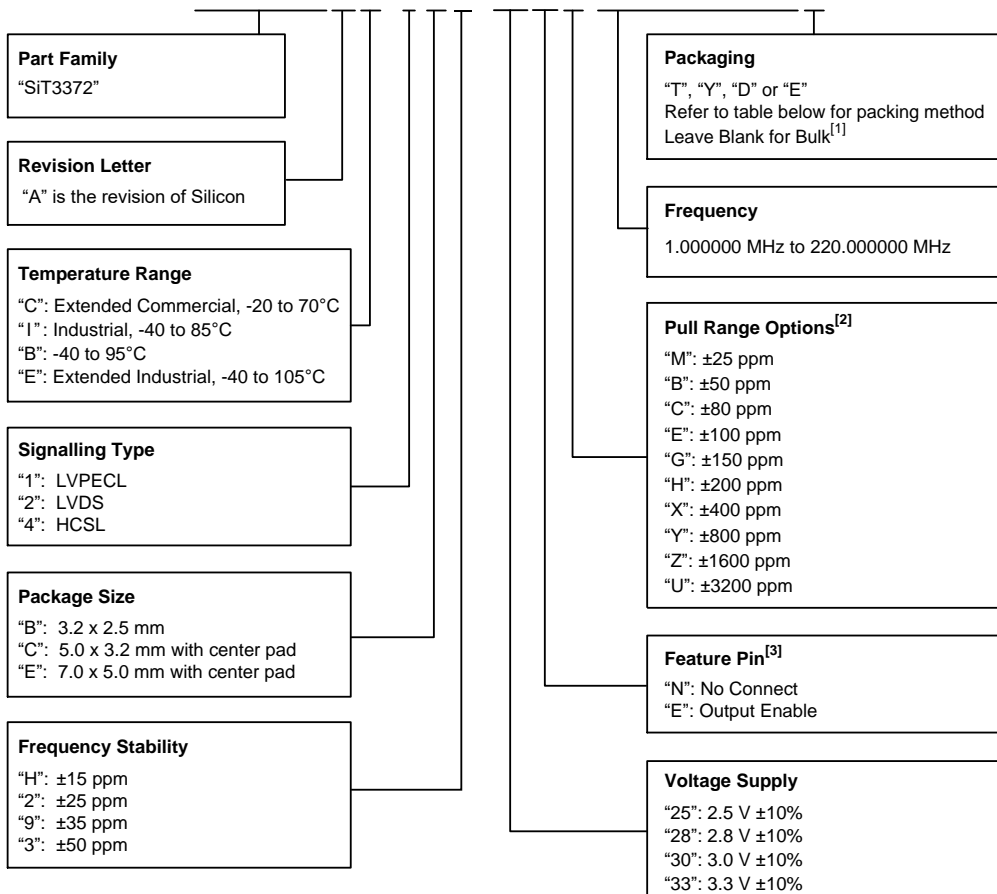 Part Family
“SiT3372”
Revision Letter
“A” is the revision of Silicon
Temperature Range
“C”: Extended Commercial, -20 to 70°C
“I”: Industrial, -40 to 85°C
“B”: -40 to 95°C
“E”: Extended Industrial, -40 to 105°C
Signalling Type
“1”: LVPECL
“2”: LVDS
“4”: HCSL
Package Size
“B”: 3.2 x 2.5 mm
“C”: 5.0 x 3.2 mm with center pad
“E”: 7.0 x 5.0 mm with center pad
Frequency Stability
“H”: ±15 ppm
“2”: ±25 ppm
“9”: ±35 ppm
“3”: ±50 ppm
Packaging
“T”, “Y”, “D” or “E”
Refer to table below for packing method
Leave Blank for Bulk[1]
Frequency
1.000000 MHz to 220.000000 MHz
Pull Range Options[2]
“M”: ±25 ppm
“B”: ±50 ppm
“C”: ±80 ppm
“E”: ±100 ppm
“G”: ±150 ppm
“H”: ±200 ppm
“X”: ±400 ppm
“Y”: ±800 ppm
“Z”: ±1600 ppm
“U”: ±3200 ppm
Feature Pin[3]
“N”: No Connect
“E”: Output Enable
Voltage Supply
“25”: 2.5 V ±10%
“28”: 2.8 V ±10%
“30”: 3.0 V ±10%
“33”: 3.3 V ±10%